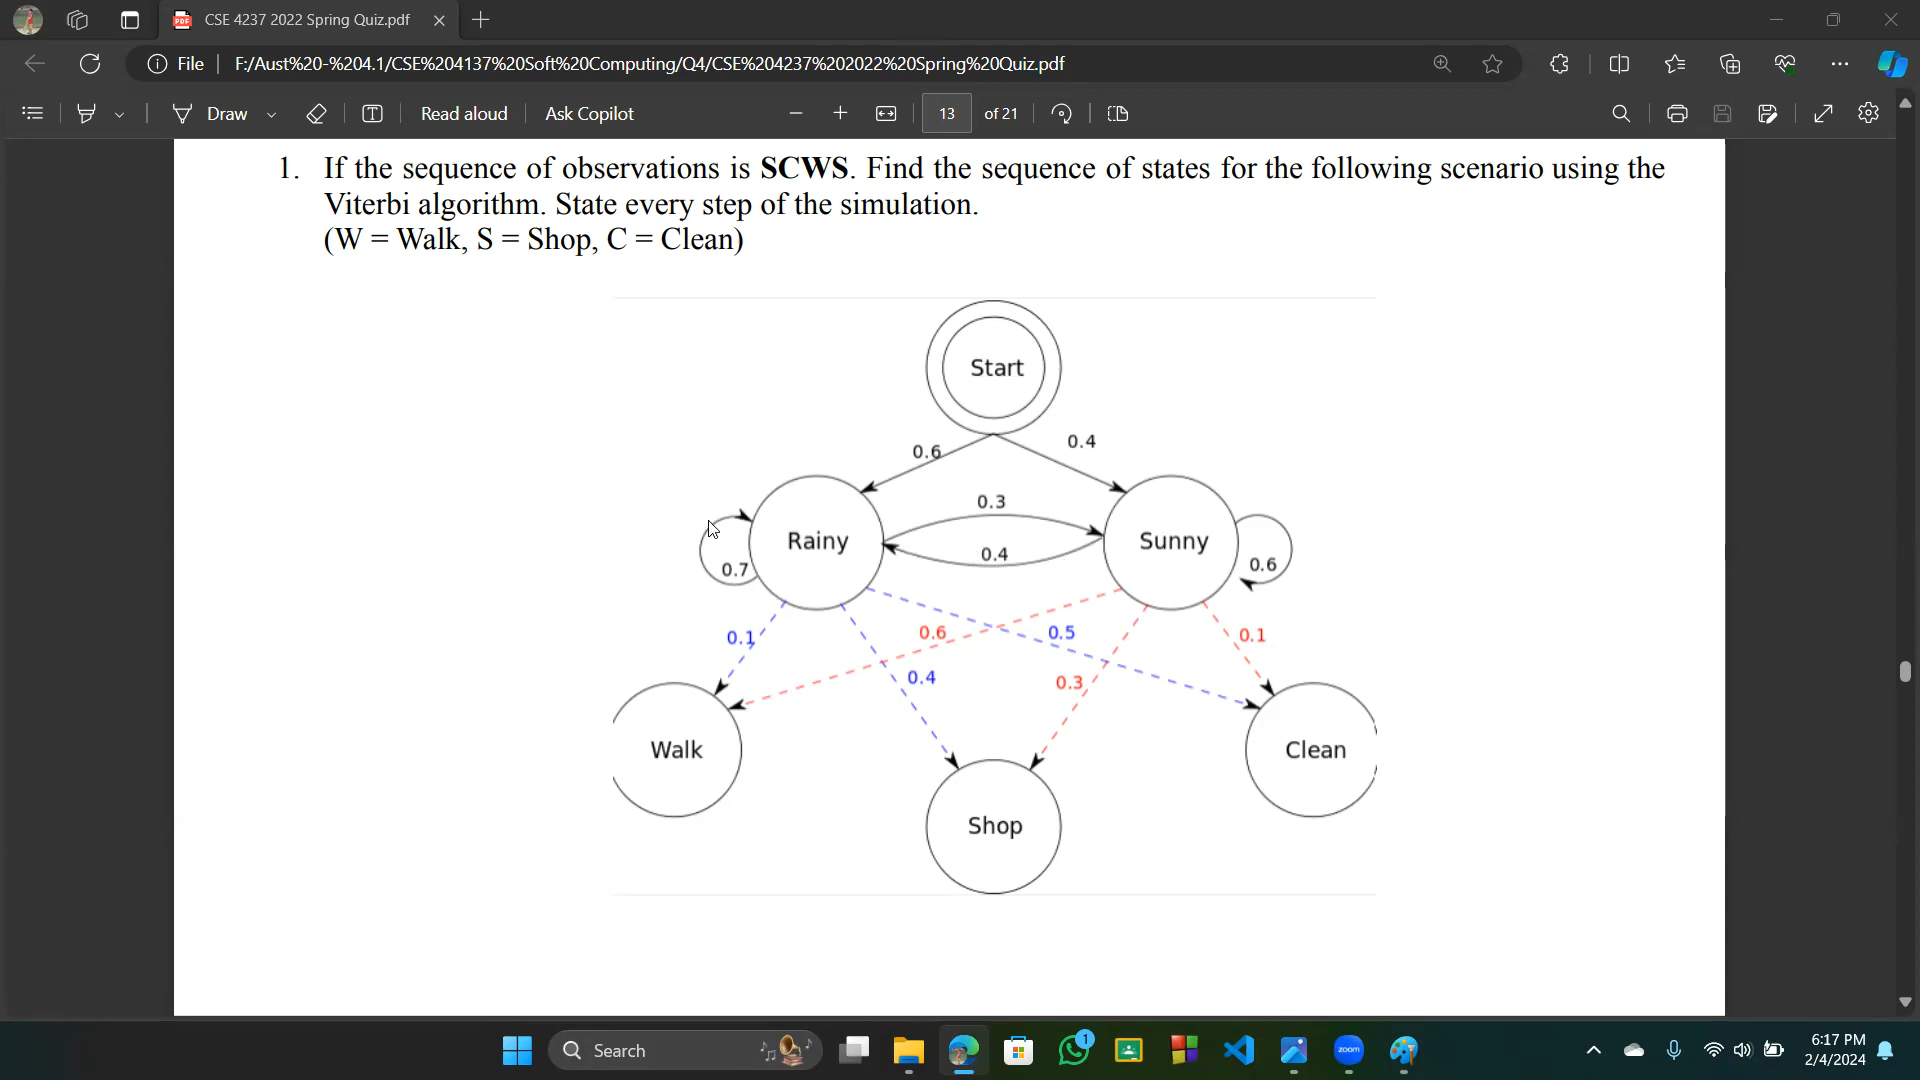 CSE 4237 2022 Spring Quiz.pdf
File
F:/Aust%20-%204.1/CSE%204137%20Soft%20Computing/Q4/CSE%204237%202022%20Spring%20Quiz.pdf
Draw
Read aloud
Ask Copilot
13 of 21
1. If the sequence of observations is SCWS. Find the sequence of states for the following scenario using the
Viterbi algorithm. State every step of the simulation.
(W = Walk, S = Shop, C = Clean)
Start
0.6 0.4
0.3
Rainy Sunny
0.4
0.7 0.6
0.1 0.6 0.5 0.1
0.4 0.3
Walk Clean
Shop
Search
1
zoom
6:17 PM
2/4/2024